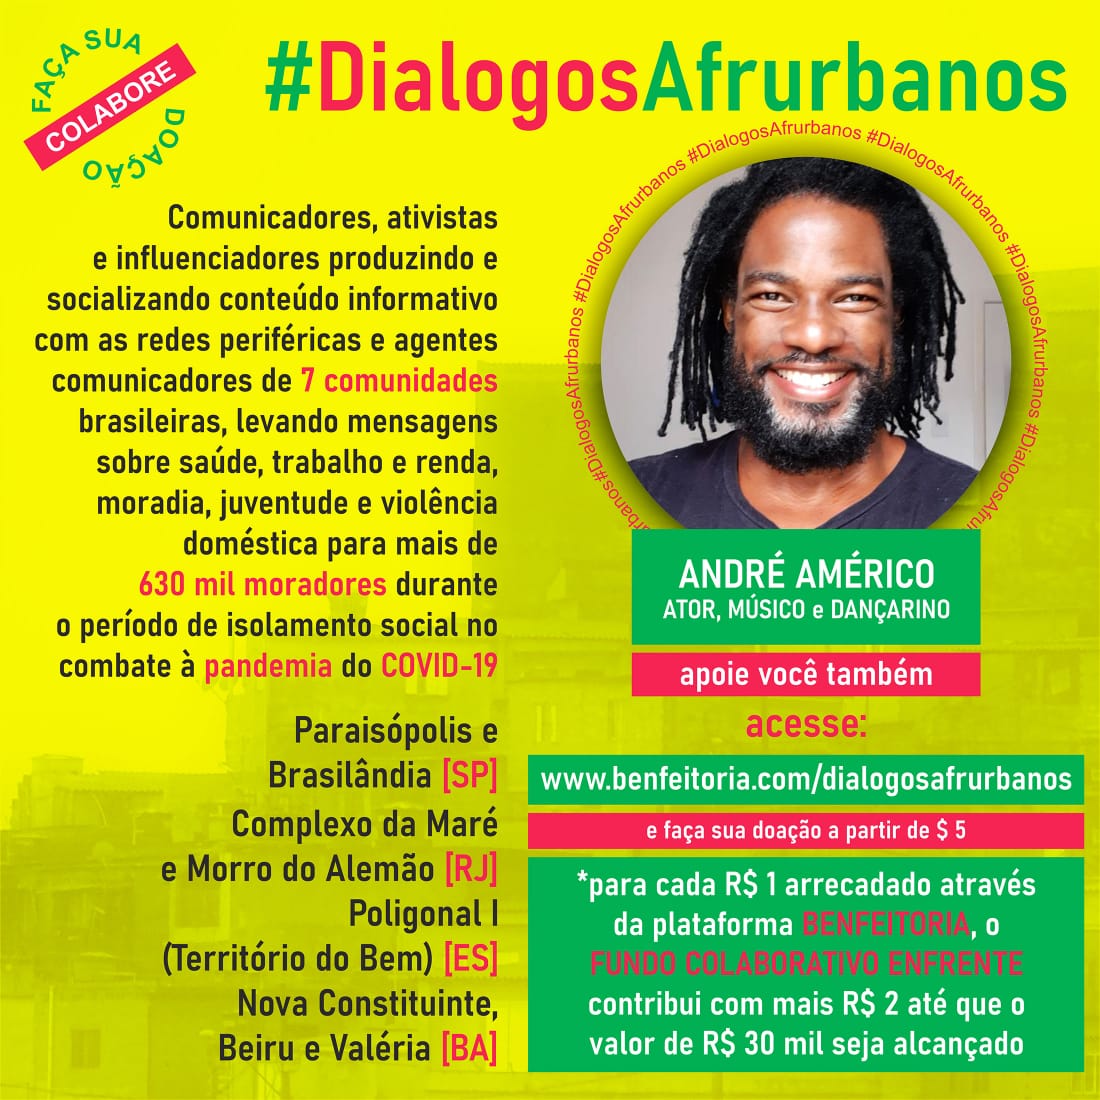 FAÇA SUA
COLABORE
DOAÇÃO
#DialogosAfrurbanos
#DialogosAfrurbanos #DialogosAfrurbanos #DialogosAfrurbanos #DialogosAfrurbanos #DialogosAfrurbanos #DialogosAfrurbanos
Comunicadores, ativistas
e influenciadores produzindo e
socializando conteúdo informativo
com as redes periféricas e agentes
comunicadores de 7 comunidades
brasileiras, levando mensagens
sobre saúde, trabalho e renda,
moradia, juventude e violência
doméstica para mais de
630 mil moradores durante
o período de isolamento social no
combate à pandemia do COVID-19
Paraisópolis e
Brasilândia [SP]
Complexo da Maré
e Morro do Alemão [RJ]
Poligonal I
(Território do Bem) [ES]
Nova Constituinte,
Beiru e Valéria [BA]
ANDRÉ AMÉRICO
ATOR, MÚSICO e DANÇARINO
apoie você também
acesse:
www.benfeitoria.com/dialogosafrurbanos
e faça sua doação a partir de $ 5
*para cada R$ 1 arrecadado através
da plataforma BENFEITORIA, o
FUNDO COLABORATIVO ENFRENTE
contribui com mais R$ 2 até que o
valor de R$ 30 mil seja alcançado